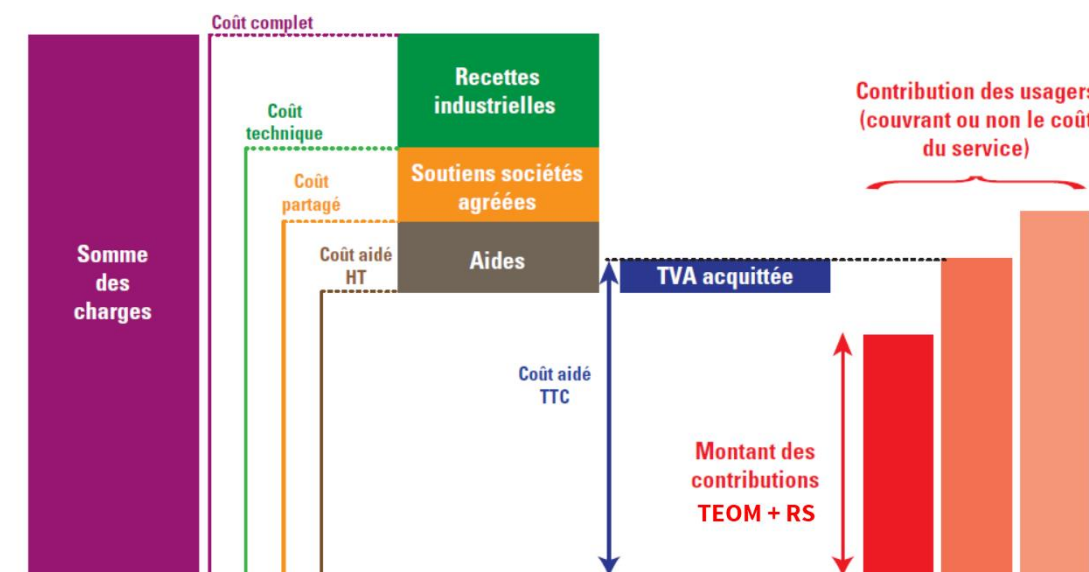 Coût complet
Recettes
industrielles
Coût
technique
Soutiens sociétés
agréées
Coût
partagé
Aides
Coût aidé
HT
Somme
des
charges
TVA acquittée
Coût aidé
TTC
Contribution des usagers
(couvrant ou non le coût
du service)
Montant des
contributions
TEOM + RS